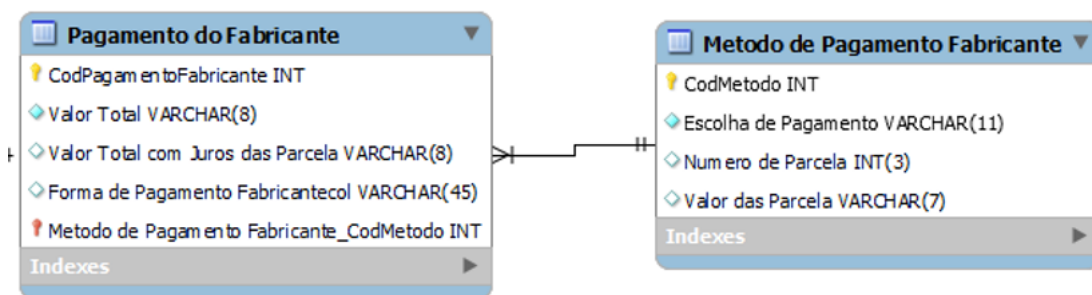 Pagamento do Fabricante
CodPagamentoFabricante INT
Valor Total VARCHAR(8)
Valor Total com Juros das Parcela VARCHAR(8)
Forma de Pagamento Fabricantecol VARCHAR(45)
Metodo de Pagamento Fabricante_CodMetodo INT
Indexes
Metodo de Pagamento Fabricante
CodMetodo INT
Escolha de Pagamento VARCHAR(11)
Numero de Parcela INT(3)
Valor das Parcela VARCHAR(7)
Indexes